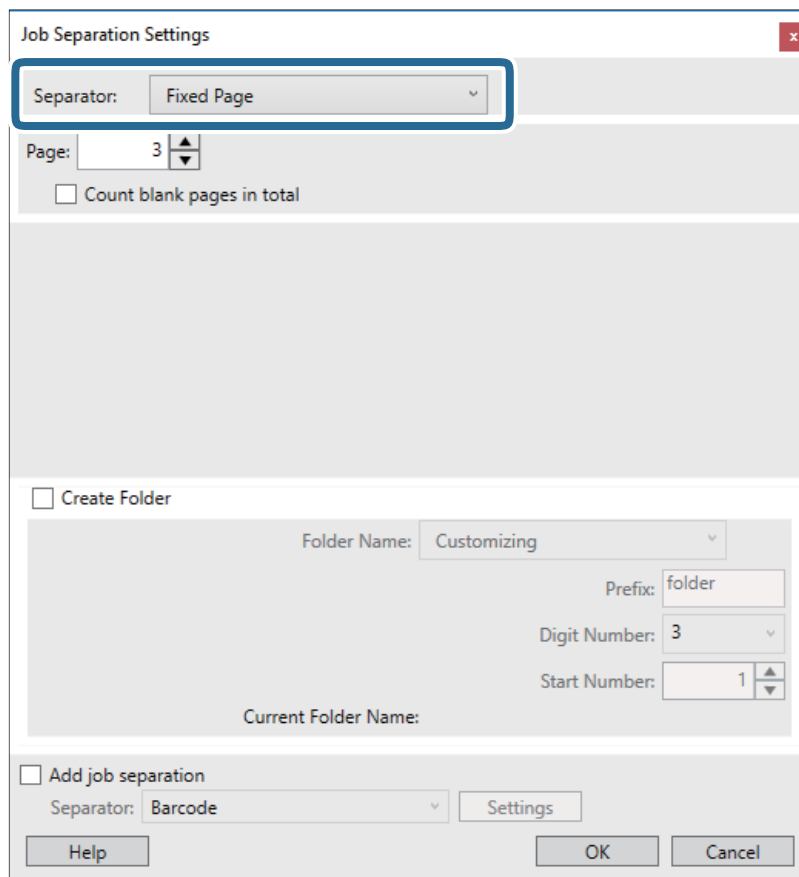 Job Separation Settings
x
Separator: Fixed Page
Page: 3
Count blank pages in total
Create Folder
Folder Name: Customizing
Prefix: folder
Digit Number: 3
Start Number: 1
Current Folder Name:
Add job separation
Separator: Barcode Settings
Help OK Cancel